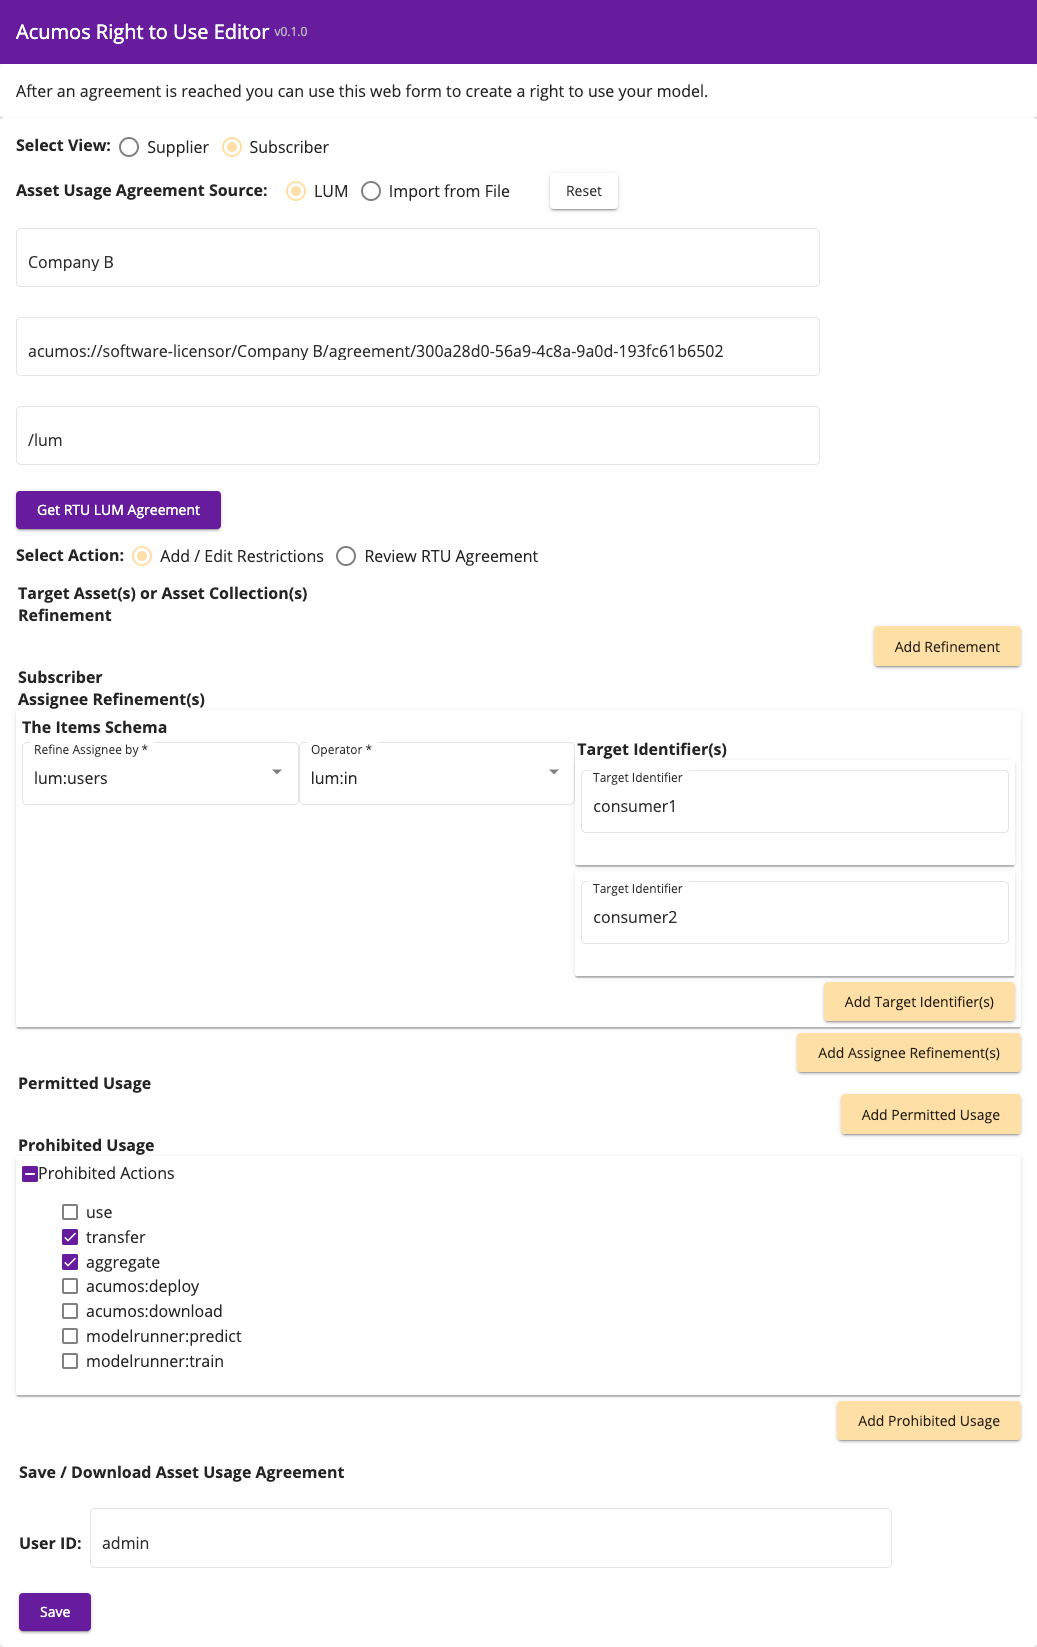 Acumos Right to Use Editor v0.1.0
After an agreement is reached you can use this web form to create a right to use your model.
Select View: Supplier Subscriber
Asset Usage Agreement Source: LUM Import from File Reset
Company B
acumos://software-licensor/Company B/agreement/300a28d0-56a9-4c8a-9a0d-193fc61b6502
/lum
Get RTU LUM Agreement
Select Action: Add / Edit Restrictions Review RTU Agreement
Target Asset(s) or Asset Collection(s)
Refinement
Add Refinement
Subscriber
Assignee Refinement(s)
The Items Schema
Refine Assignee by * Operator * Target Identifier(s)
lum:users lum:in
Target Identifier
consumer1
Target Identifier
consumer2
Add Target Identifier(s)
Add Assignee Refinement(s)
Permitted Usage
Add Permitted Usage
Prohibited Usage
Prohibited Actions
use
transfer
aggregate
acumos:deploy
acumos:download
modelrunner:predict
modelrunner:train
Add Prohibited Usage
Save / Download Asset Usage Agreement
User ID: admin
Save